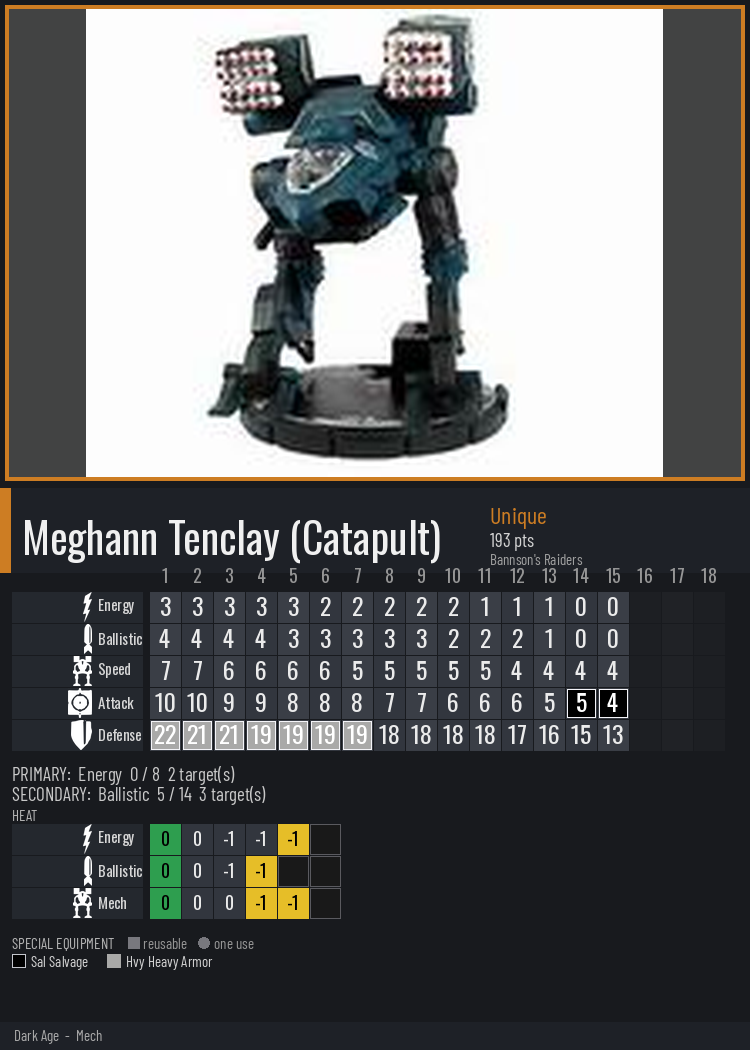 Meghann Tenclay (Catapult)
Unique
193 pts
Bannson's Raiders
1 2 3 4 5 6 7 8 9 10 11 12 13 14 15 16 17 18
Energy 3 3 3 3 3 2 2 2 2 2 1 1 1 0 0
Ballistic 4 4 4 4 3 3 3 3 3 2 2 2 1 0 0
Speed 7 7 6 6 6 6 5 5 5 5 5 4 4 4 4
Attack 10 10 9 9 8 8 8 7 7 6 6 6 5 5 4
Defense 22 21 21 19 19 19 19 18 18 18 18 17 16 15 13
PRIMARY: Energy 0 / 8 2 target(s)
SECONDARY: Ballistic 5 / 14 3 target(s)
HEAT
Energy 0 0 -1 -1 -1
Ballistic 0 0 -1 -1
Mech 0 0 0 -1 -1
SPECIAL EQUIPMENT reusable one use
Sal Salvage Hvy Heavy Armor
Dark Age - Mech